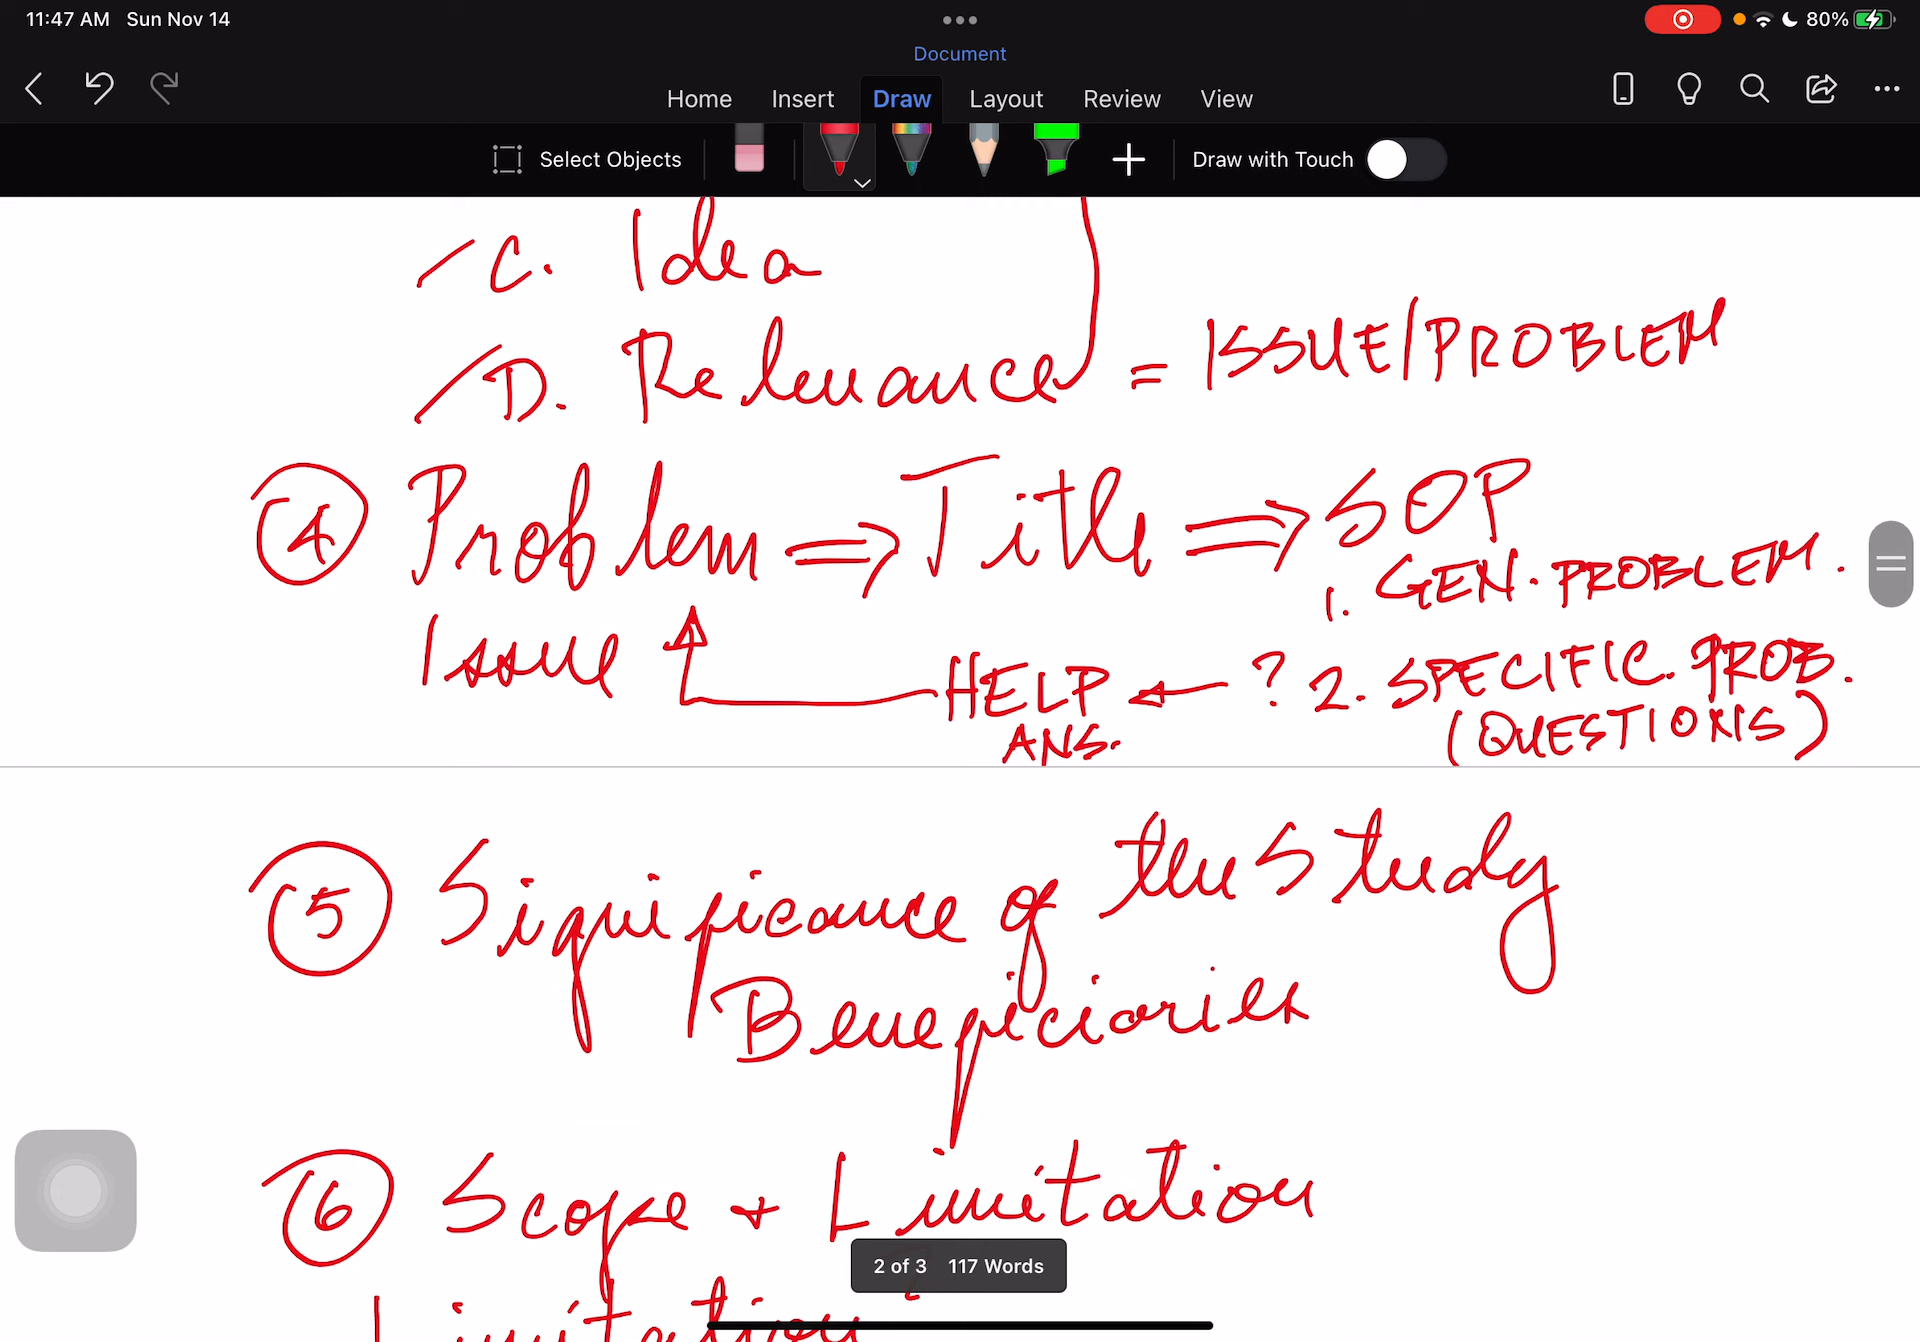 11:47 AM Sun Nov 14
80%
Document
Home Insert Draw Layout Review View
Select Objects
Draw with Touch
C. Idea
D. Relevance = ISSUE/PROBLEM
4 Problem ⇒ Title ⇒ SOP
1. GEN. PROBLEM.
Issue HELP ← ? 2. SPECIFIC. PROB.
ANS. (QUESTIONS)
5 Significance of the Study
Beneficiaries
6 Scope + Limitation
2 of 3 117 Words
Limitation